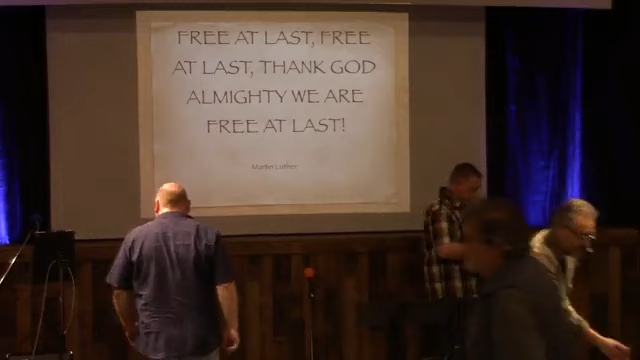 FREE AT LAST, FREE
AT LAST, THANK GOD
ALMIGHTY WE ARE
FREE AT LAST!
Martin Luther